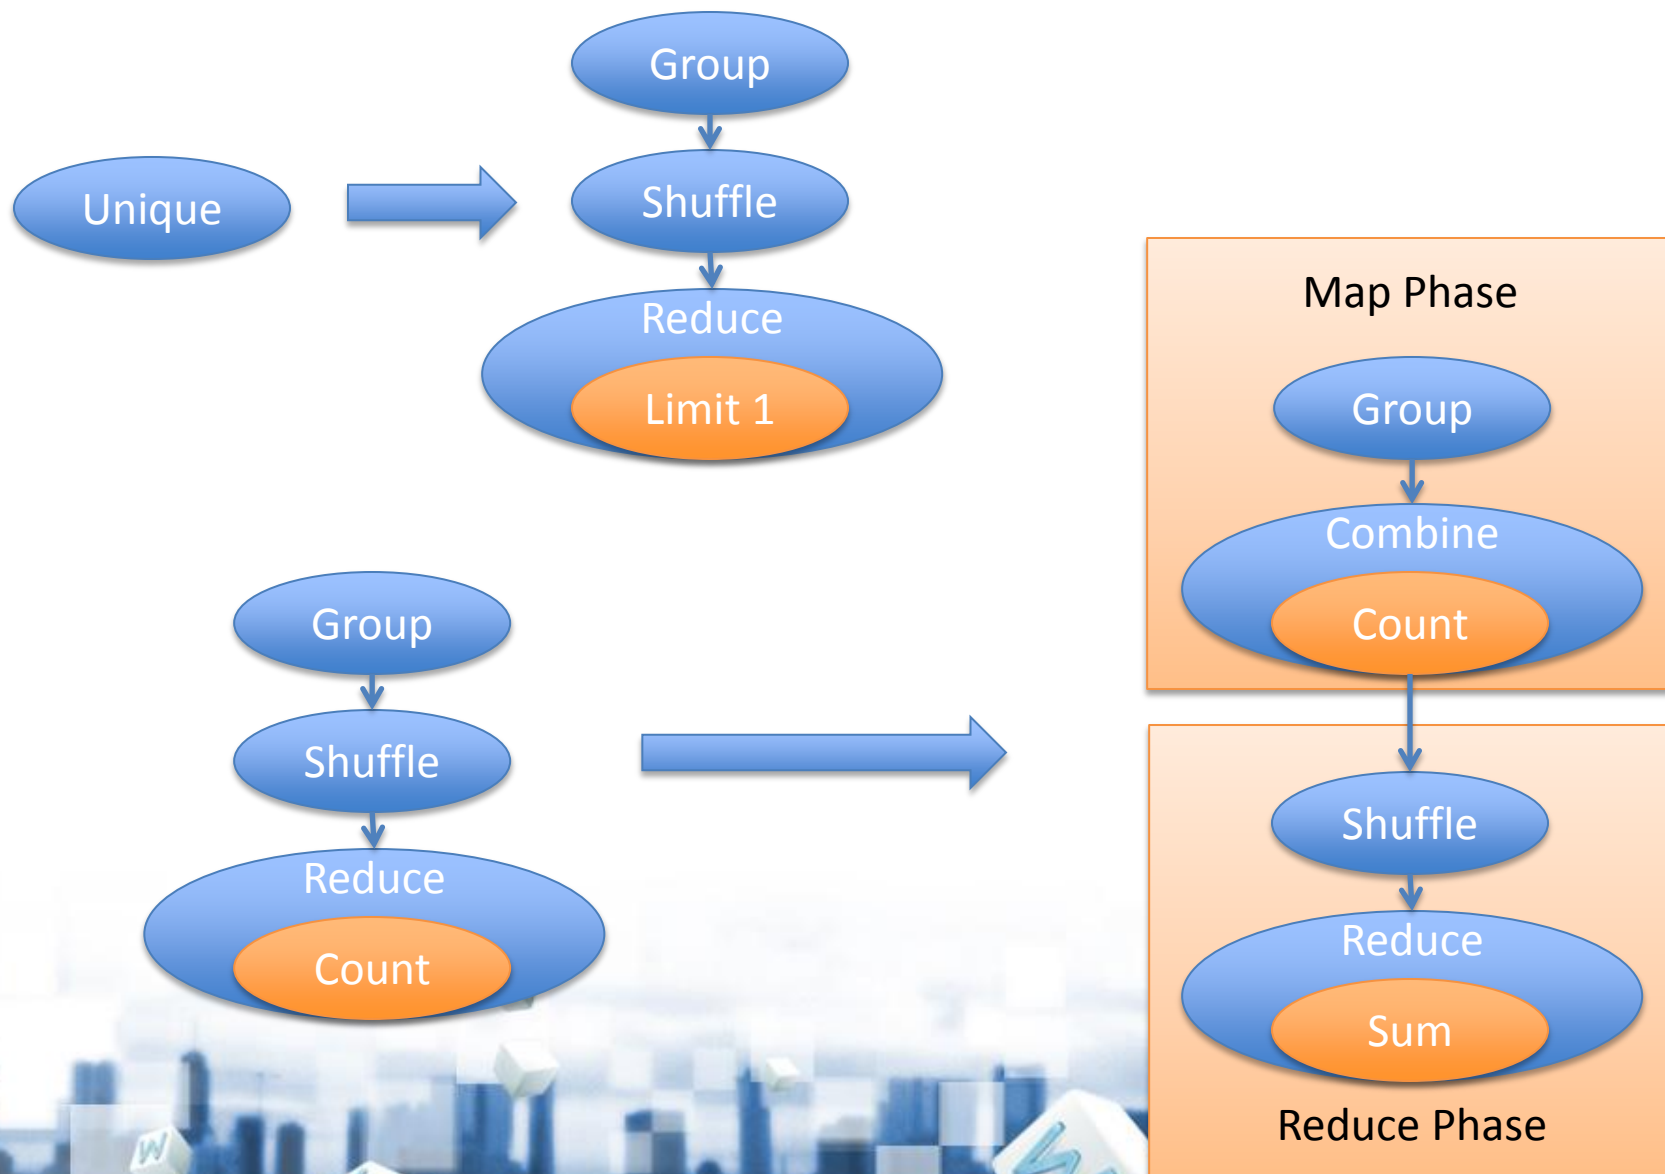 Unique
Group
Shuffle
Reduce
Limit 1
Group
Shuffle
Reduce
Count
Map Phase
Group
Combine
Count
Shuffle
Reduce
Sum
Reduce Phase
W